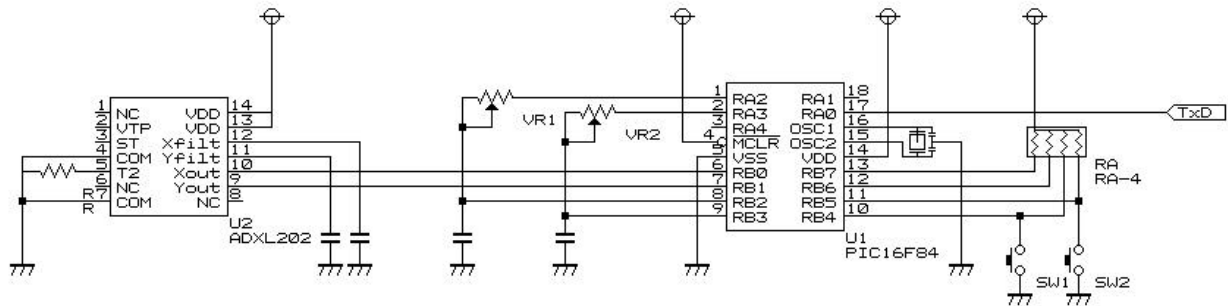 1 NC VDD 14
2 VTP VDD 13
3 ST Xfilt 12
4 COM Yfilt 11
5 T2 Xout 10
6 NC Yout 9
7 COM NC 8
R
R
U2
ADXL202
VR1
VR2
1 RA2 RA1 18
2 RA3 RA0 17
3 RA4 OSC1 16
4 MCLR OSC2 15
5 VSS VDD 14
6 RB0 RB7 13
7 RB1 RB6 12
8 RB2 RB5 11
9 RB3 RB4 10
U1
PIC16F84
TxD
RA
RA-4
SW1
SW2